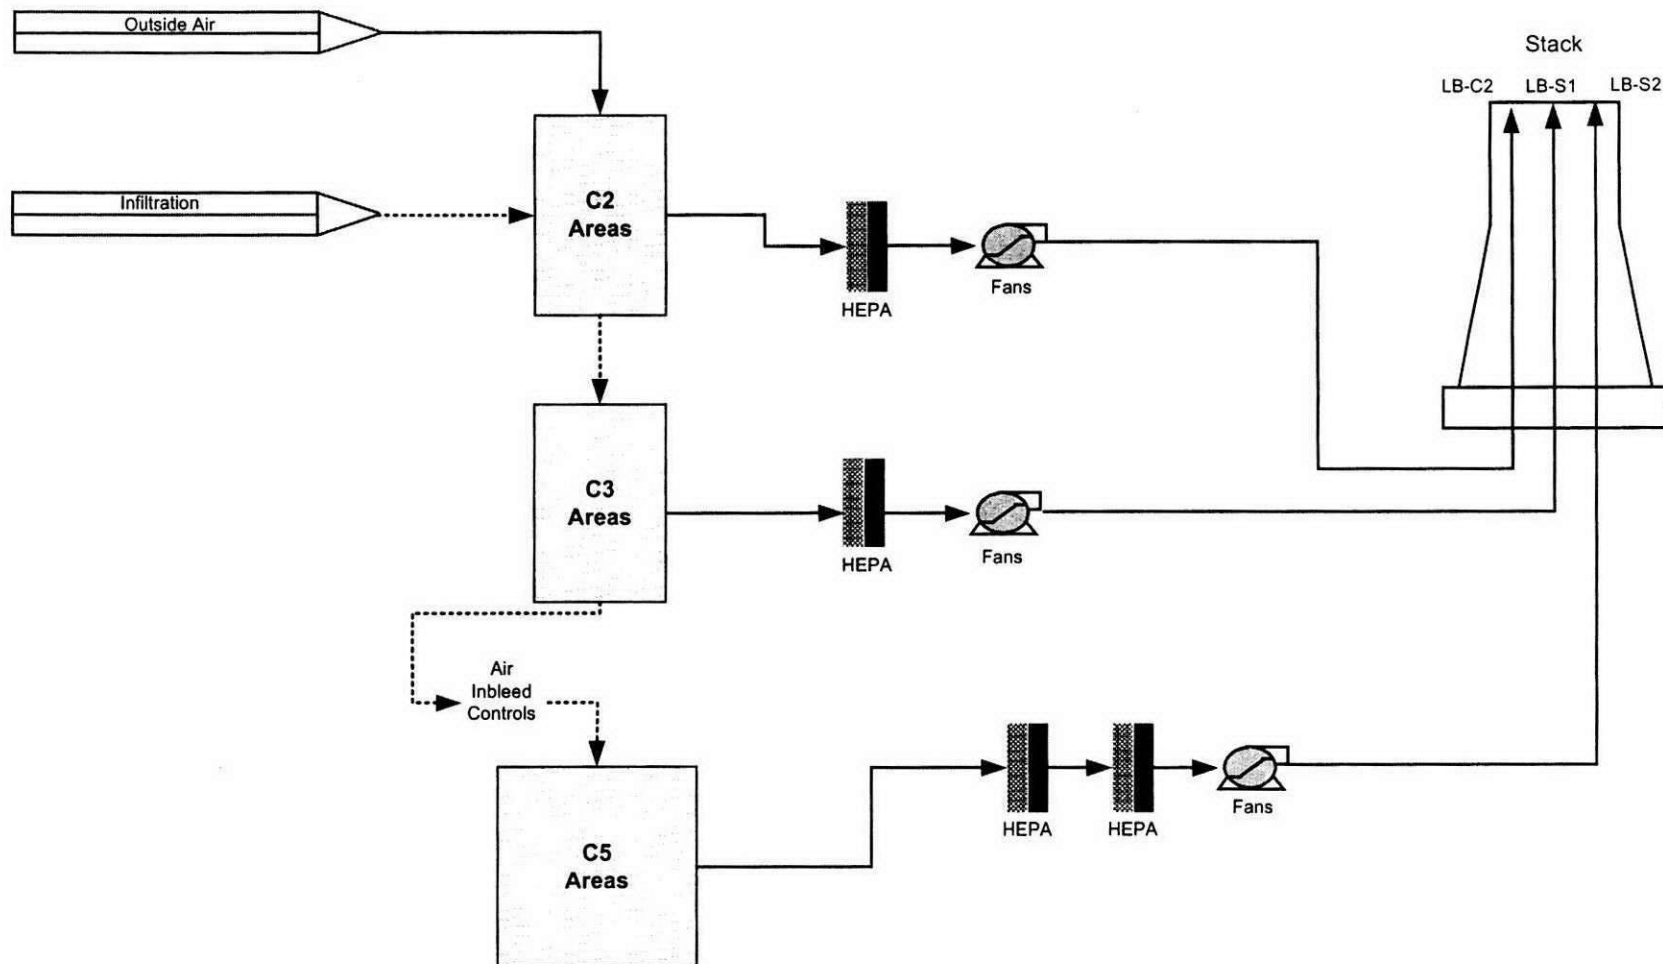 Outside Air
Stack
LB-C2 LB-S1 LB-S2
Infiltration
C2
Areas
HEPA
Fans
C3
Areas
HEPA
Fans
Air
Inbleed
Controls
HEPA
HEPA
Fans
C5
Areas